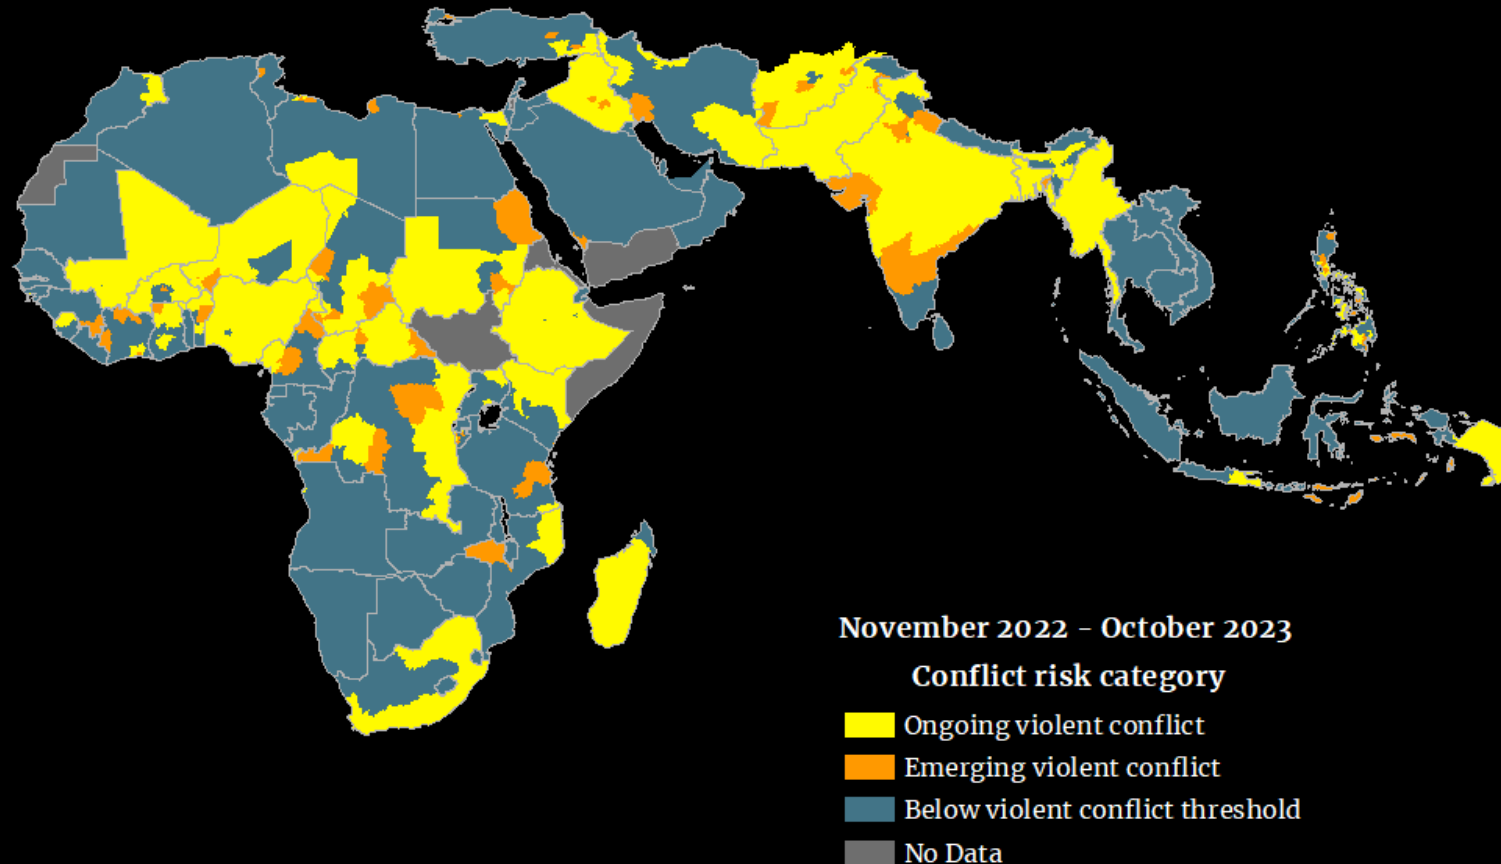 November 2022 - October 2023
Conflict risk category
Ongoing violent conflict
Emerging violent conflict
Below violent conflict threshold
No Data